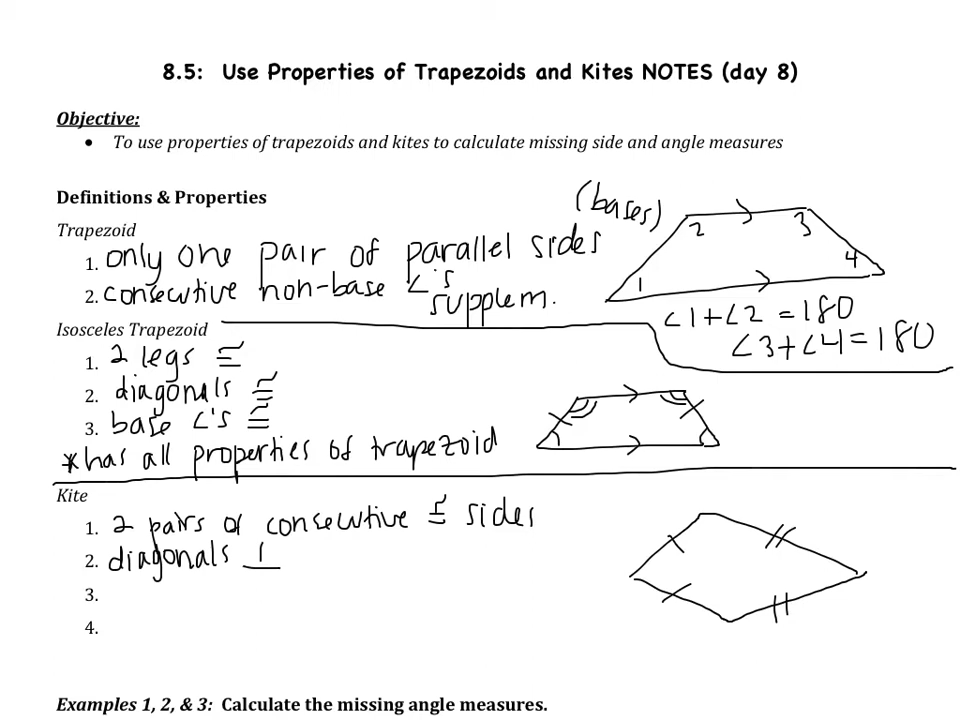 8.5: Use Properties of Trapezoids and Kites NOTES (day 8)
Objective:
• To use properties of trapezoids and kites to calculate missing side and angle measures
Definitions & Properties
(bases)
Trapezoid
1. only one pair of parallel sides
2. consecutive non-base ∠'s supplem.
1 2 3 4
∠1+∠2 = 180
∠3+∠4 = 180
Isosceles Trapezoid
1. 2 legs ≅
2. diagonals ≅
3. base ∠'s ≅
*has all properties of trapezoid
Kite
1. 2 pairs of consecutive ≅ sides
2. diagonals ⊥
3.
4.
Examples 1, 2, & 3: Calculate the missing angle measures.